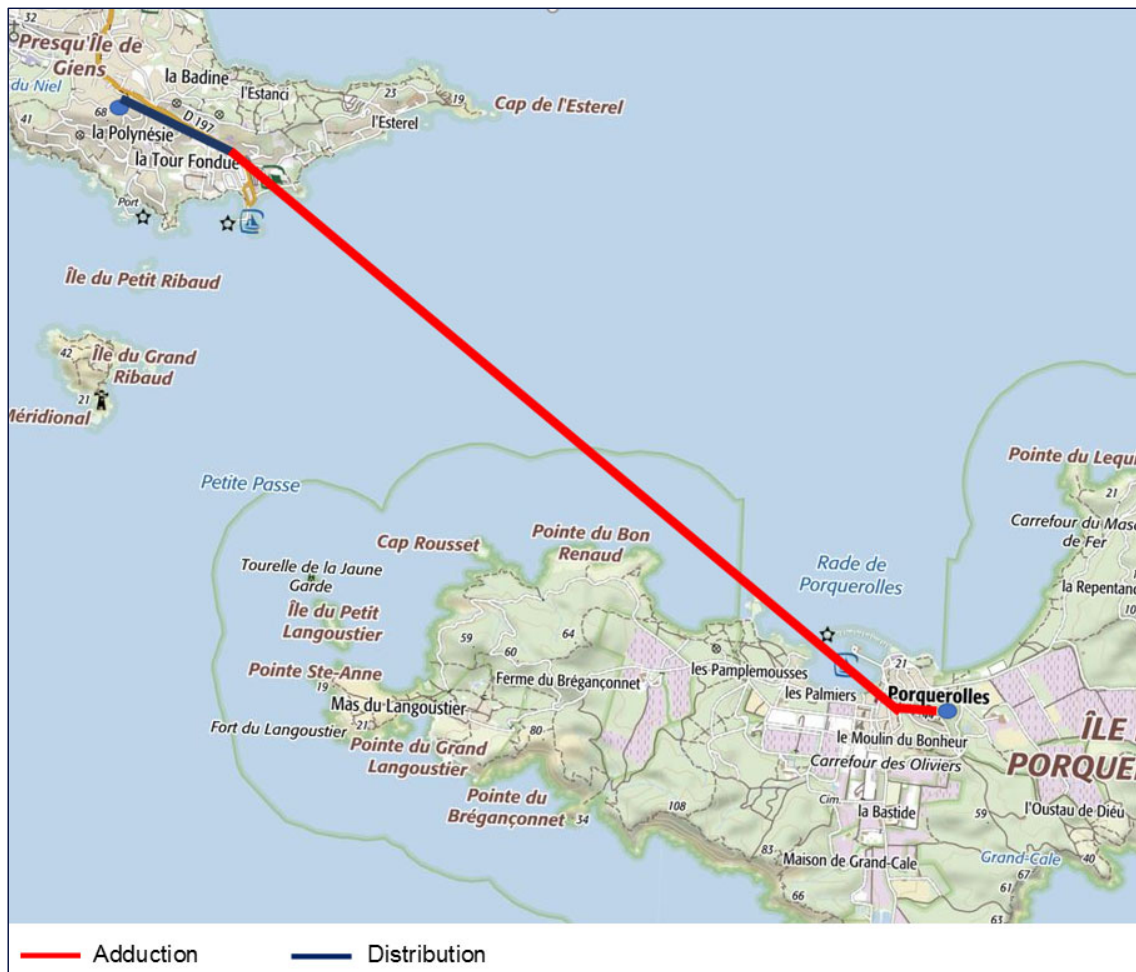 32
Presqu'Île de
Giens
du Niel
la Badine
l'Estanci
23
19
Cap de l'Esterel
l'Esterel
41
68
D 197
la Polynésie
la Tour Fondue
Port
Île du Petit Ribaud
42
Île du Grand
Ribaud
21
Méridional
Petite Passe
Pointe du Lequi
21
Carrefour du Mase
de Fer
la Repentanc
10
Cap Rousset
Pointe du Bon
Renaud
Rade de
Porquerolles
Tourelle de la Jaune
Garde
Île du Petit
Langoustier
59
60
64
21
Pointe Ste-Anne
19
Ferme du Brégançonnet
les Pamplemousses
les Palmiers
Porquerolles
Mas du Langoustier
Fort du Langoustier
21
80
le Moulin du Bonheur
Carrefour des Oliviers
Pointe du Grand
Langoustier
ÎLE
PORQUE
Pointe du
Brégançonnet
34
108
Cim.
la Bastide
59
l'Oustau de Diéu
83
Maison de Grand-Cale
Grand-Cale
40
67
61
66
63
Adduction
Distribution